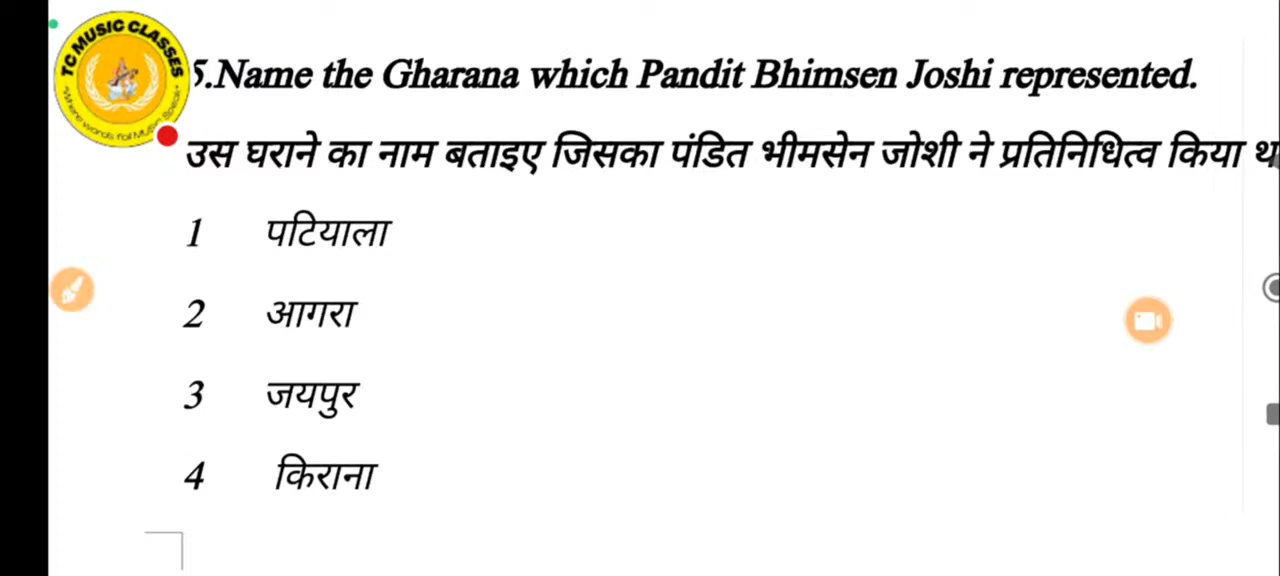 TC MUSIC CLASSES
5.Name the Gharana which Pandit Bhimsen Joshi represented.
उस घराने का नाम बताइए जिसका पंडित भीमसेन जोशी ने प्रतिनिधित्व किया
1 पटियाला
2 आगरा
3 जयपुर
4 किराना